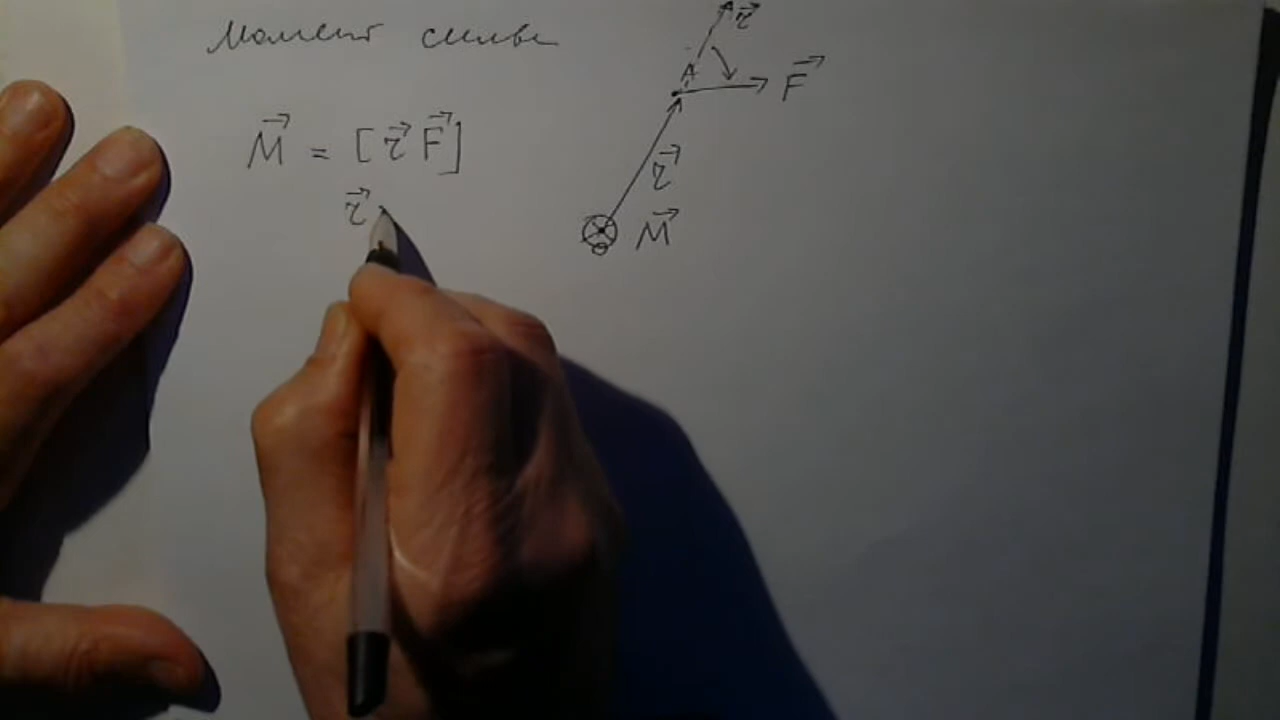 Момент силы
M⃗ = [r⃗ F⃗]
r⃗
r⃗
A
F⃗
r⃗
M⃗
O